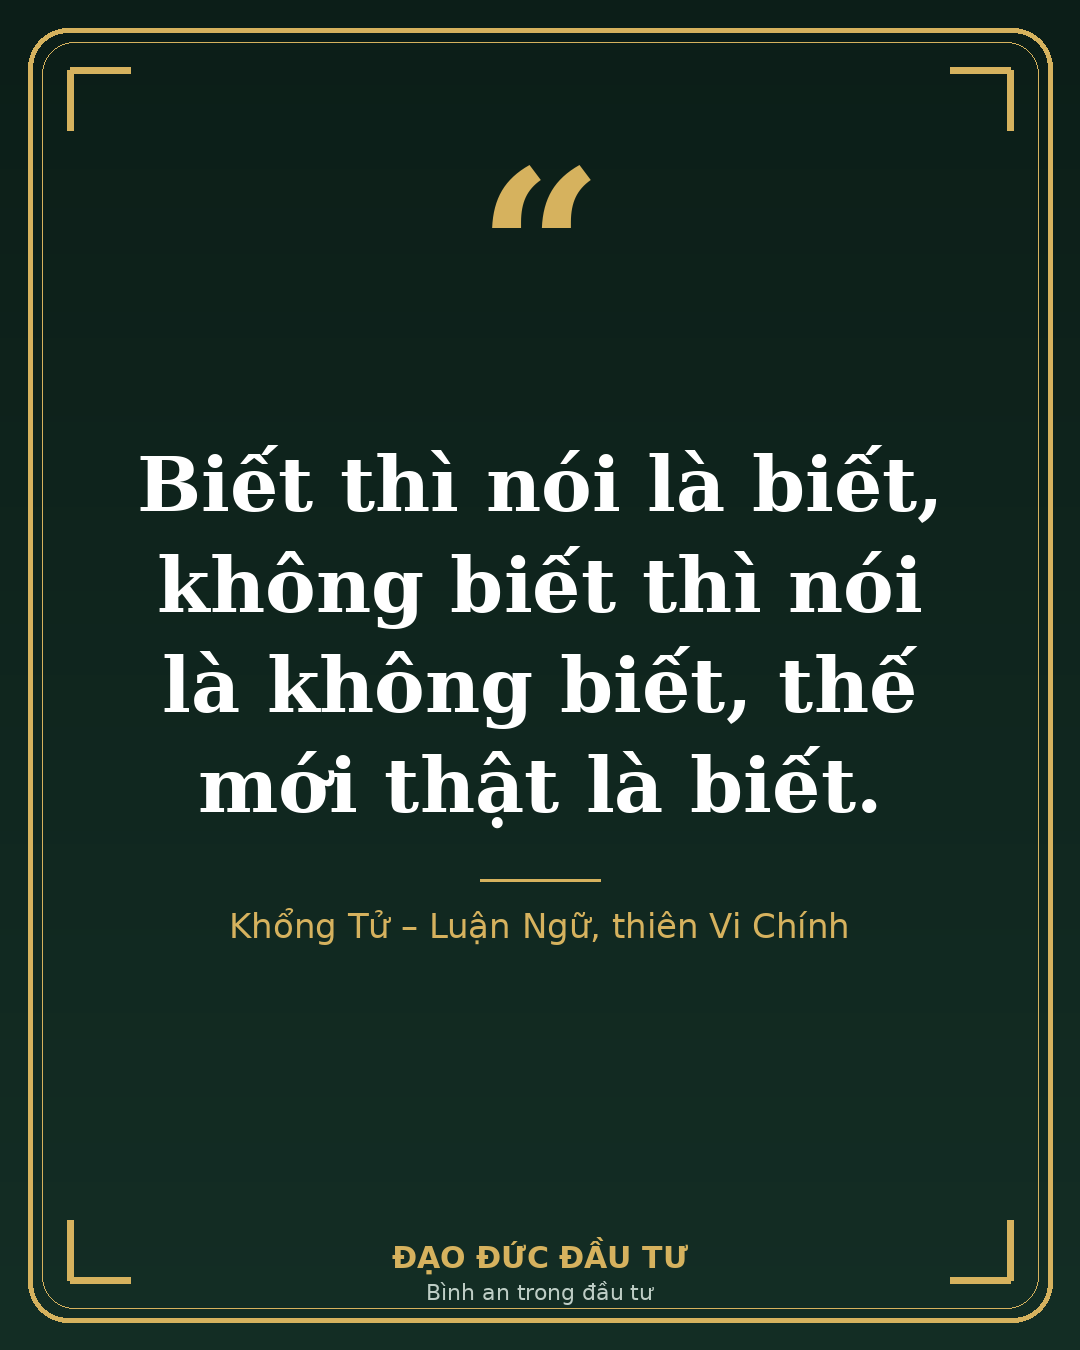 “
Biết thì nói là biết,
không biết thì nói
là không biết, thế
mới thật là biết.
Khổng Tử – Luận Ngữ, thiên Vi Chính
ĐẠO ĐỨC ĐẦU TƯ
Bình an trong đầu tư